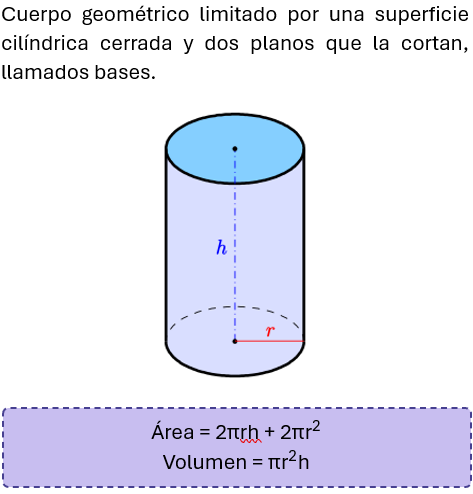 Cuerpo geométrico limitado por una superficie
cilíndrica cerrada y dos planos que la cortan,
llamados bases.
h
r
Área = 2πrh + 2πr²
Volumen = πr²h